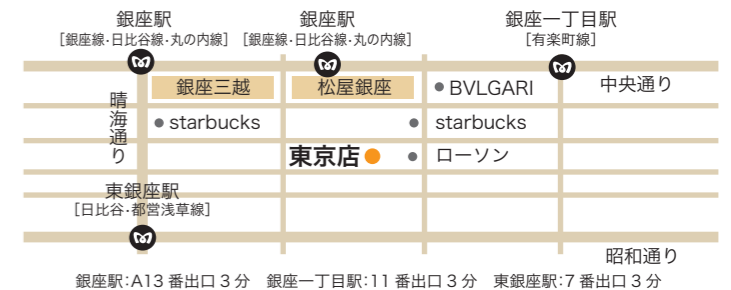 銀座駅
[銀座線・日比谷線・丸の内線]
銀座駅
[銀座線・日比谷線・丸の内線]
銀座一丁目駅
[有楽町線]
銀座三越
松屋銀座
BVLGARI
中央通り
晴海通り
starbucks
starbucks
東京店
ローソン
東銀座駅
[日比谷・都営浅草線]
昭和通り
銀座駅：A13番出口3分　銀座一丁目駅：11番出口3分　東銀座駅：7番出口3分